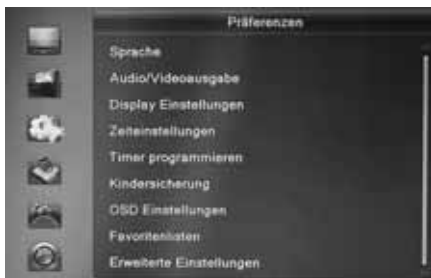 Präferenzen
Sprache
Audio/Videoausgabe
Display Einstellungen
Zeiteinstellungen
Timer programmieren
Kindersicherung
OSD Einstellungen
Favoritenlisten
Erweiterte Einstellungen